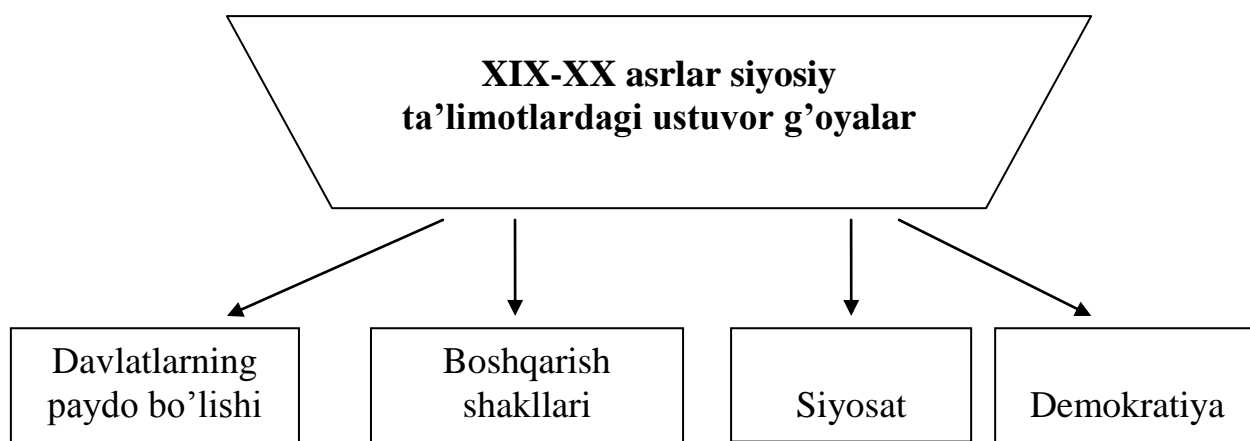 XIX-XX asrlar siyosiy
ta’limotlardagi ustuvor g’oyalar
Davlatlarning
paydo bo’lishi
Boshqarish
shakllari
Siyosat
Demokratiya